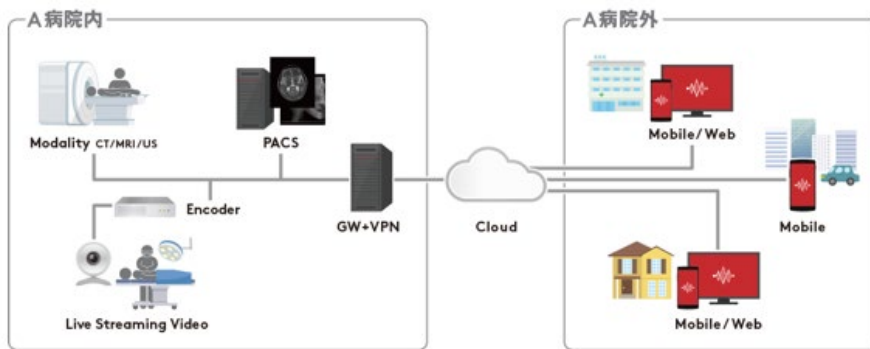 A病院内
A病院外
Modality CT/MRI/US
PACS
Mobile/Web
Encoder
GW+VPN
Cloud
Mobile
Live Streaming Video
Mobile/Web